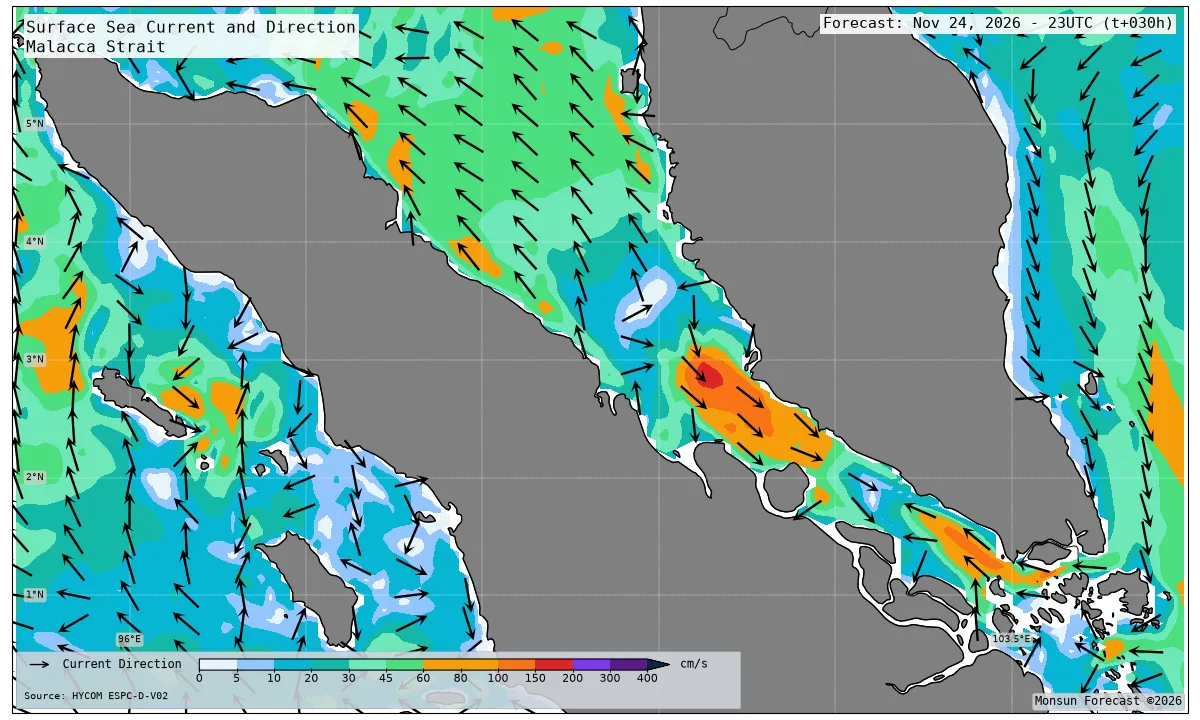 Surface Sea Current and Direction
Malacca Strait
Forecast: Nov 24, 2026 - 23UTC (t+030h)
5°N
4°N
3°N
2°N
1°N
96°E
103.5°E
Current Direction
0 5 10 20 30 45 60 80 100 150 200 300 400
cm/s
Source: HYCOM ESPC-D-V02
Monsun Forecast ©2026